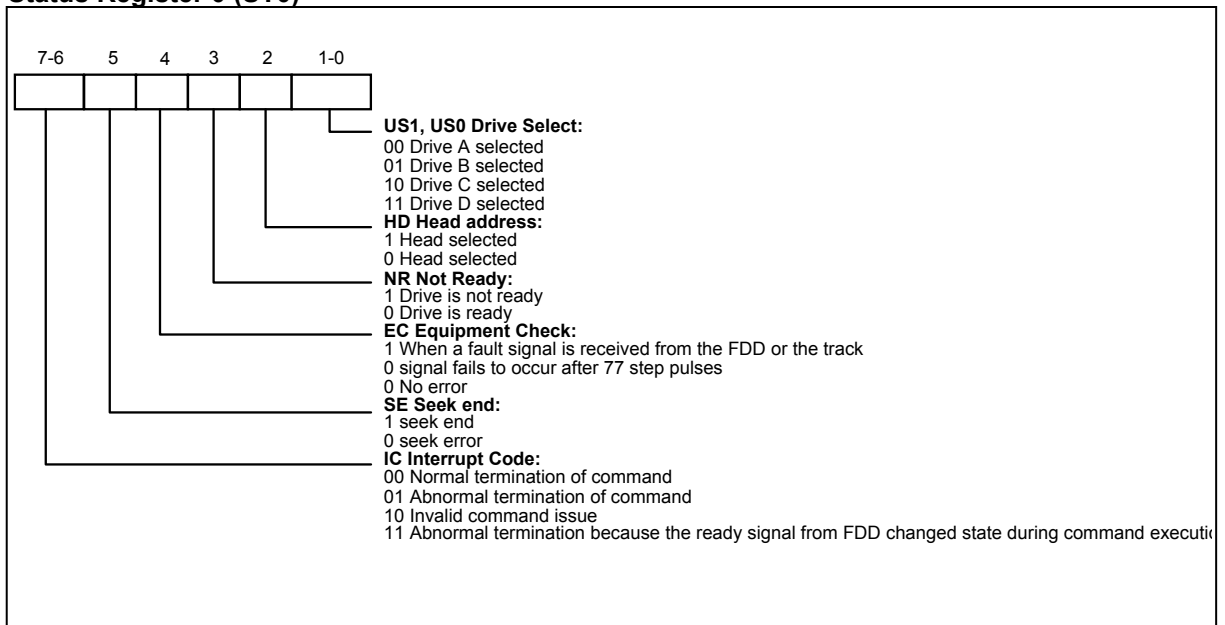 Status Register 0 (ST0)
7-6 5 4 3 2 1-0
US1, US0 Drive Select:
00 Drive A selected
01 Drive B selected
10 Drive C selected
11 Drive D selected
HD Head address:
1 Head selected
0 Head selected
NR Not Ready:
1 Drive is not ready
0 Drive is ready
EC Equipment Check:
1 When a fault signal is received from the FDD or the track
0 signal fails to occur after 77 step pulses
0 No error
SE Seek end:
1 seek end
0 seek error
IC Interrupt Code:
00 Normal termination of command
01 Abnormal termination of command
10 Invalid command issue
11 Abnormal termination because the ready signal from FDD changed state during command